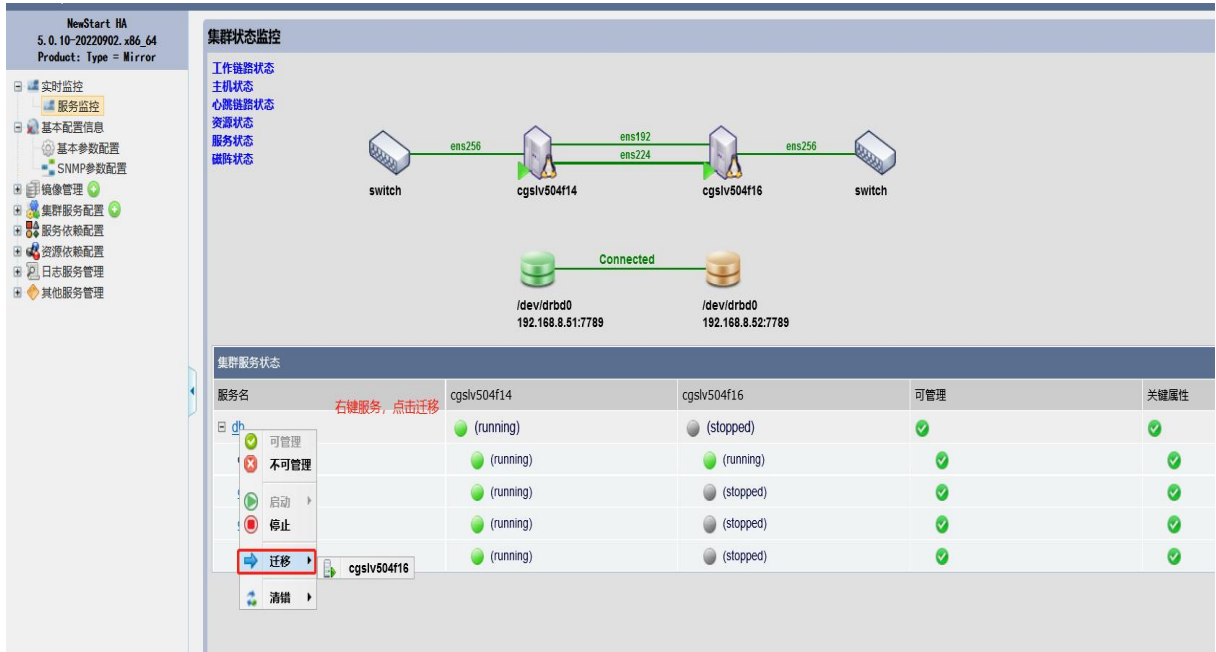 NewStart HA
5.0.10-20220902.x86_64
Product: Type = Mirror
实时监控
服务监控
基本配置信息
基本参数配置
SNMP参数配置
镜像管理
集群服务配置
服务依赖配置
资源依赖配置
日志服务管理
其他服务管理
集群状态监控
工作链路状态
主机状态
心跳链路状态
资源状态
服务状态
磁阵状态
ens256
ens192
ens224
ens256
switch
cgslv504f14
cgslv504f16
switch
Connected
/dev/drbd0
192.168.8.51:7789
/dev/drbd0
192.168.8.52:7789
集群服务状态
服务名 cgslv504f14 cgslv504f16 可管理 关键属性
右键服务，点击迁移
db (running) (stopped)
(running) (running)
(running) (stopped)
(running) (stopped)
(running) (stopped)
可管理
不可管理
启动
停止
迁移
cgslv504f16
清错